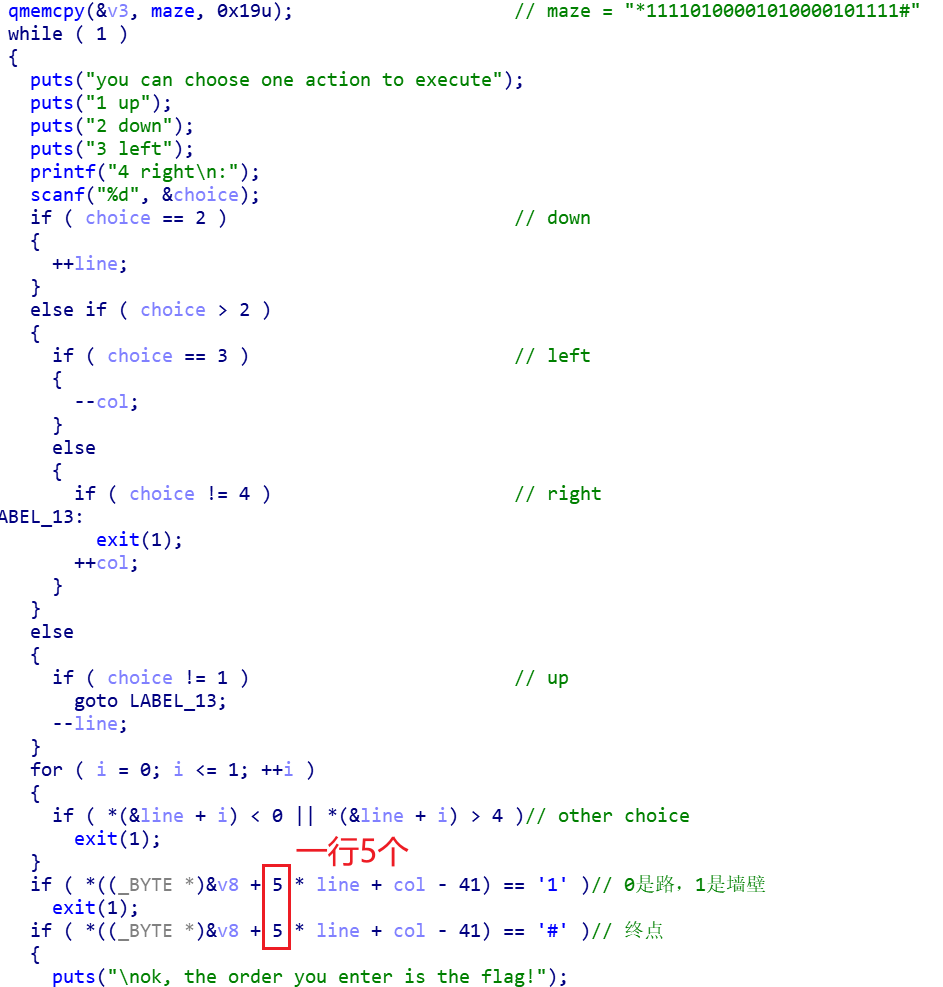 qmemcpy(&v3, maze, 0x19u); // maze = "*11110100001010000101111#"
while ( 1 )
{
puts("you can choose one action to execute");
puts("1 up");
puts("2 down");
puts("3 left");
printf("4 right\n:");
scanf("%d", &choice);
if ( choice == 2 ) // down
{
++line;
}
else if ( choice > 2 )
{
if ( choice == 3 ) // left
{
--col;
}
else
{
if ( choice != 4 ) // right
ABEL_13:
exit(1);
++col;
}
}
else
{
if ( choice != 1 ) // up
goto LABEL_13;
--line;
}
for ( i = 0; i <= 1; ++i )
{
if ( *(&line + i) < 0 || *(&line + i) > 4 )// other choice
exit(1);
}
一行5个
if ( *((_BYTE *)&v8 + 5 * line + col - 41) == '1' )// 0是路，1是墙壁
exit(1);
if ( *((_BYTE *)&v8 + 5 * line + col - 41) == '#' )// 终点
{
puts("\nok, the order you enter is the flag!");